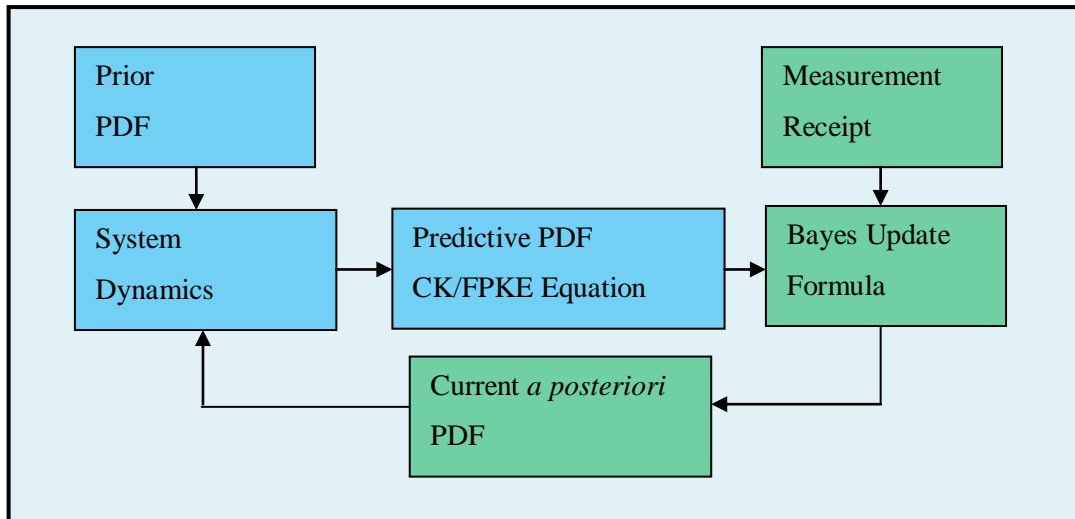 Prior
PDF
Measurement
Receipt
System
Dynamics
Predictive PDF
CK/FPKE Equation
Bayes Update
Formula
Current a posteriori
PDF